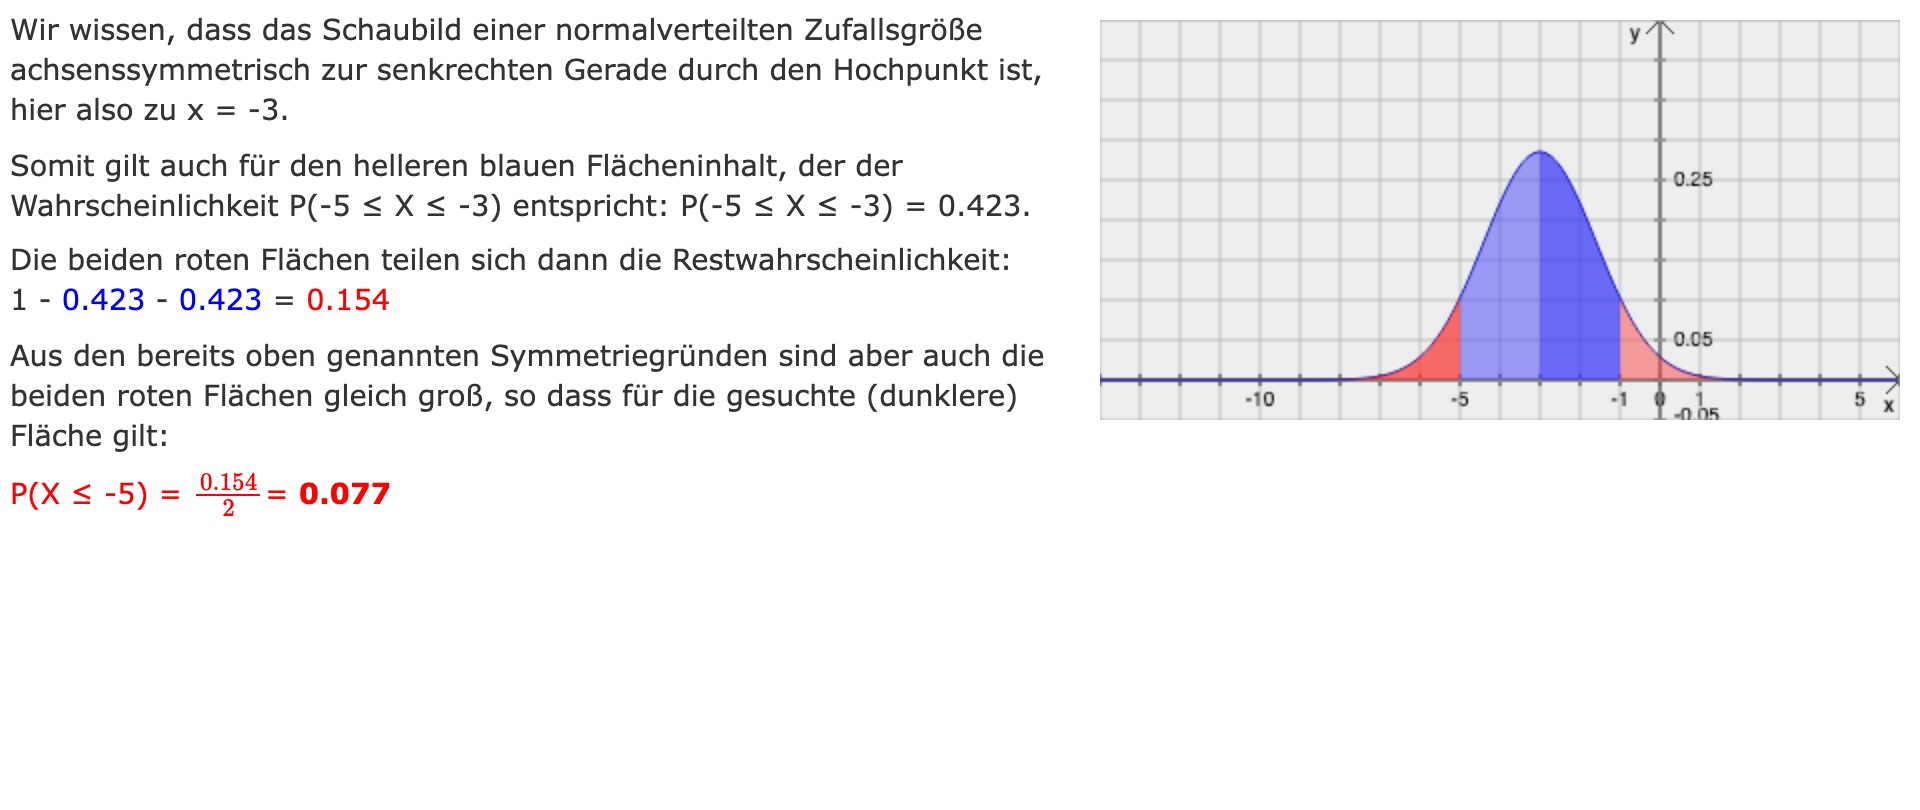 Wir wissen, dass das Schaubild einer normalverteilten Zufallsgröße
achsenssymmetrisch zur senkrechten Gerade durch den Hochpunkt ist,
hier also zu x = -3.
Somit gilt auch für den helleren blauen Flächeninhalt, der der
Wahrscheinlichkeit P(-5 ≤ X ≤ -3) entspricht: P(-5 ≤ X ≤ -3) = 0.423.
Die beiden roten Flächen teilen sich dann die Restwahrscheinlichkeit:
1 - 0.423 - 0.423 = 0.154
Aus den bereits oben genannten Symmetriegründen sind aber auch die
beiden roten Flächen gleich groß, so dass für die gesuchte (dunklere)
Fläche gilt:
P(X ≤ -5) = 0.154/2 = 0.077
y
0.25
0.05
-10 -5 -1 0 1 5 x
-0.05